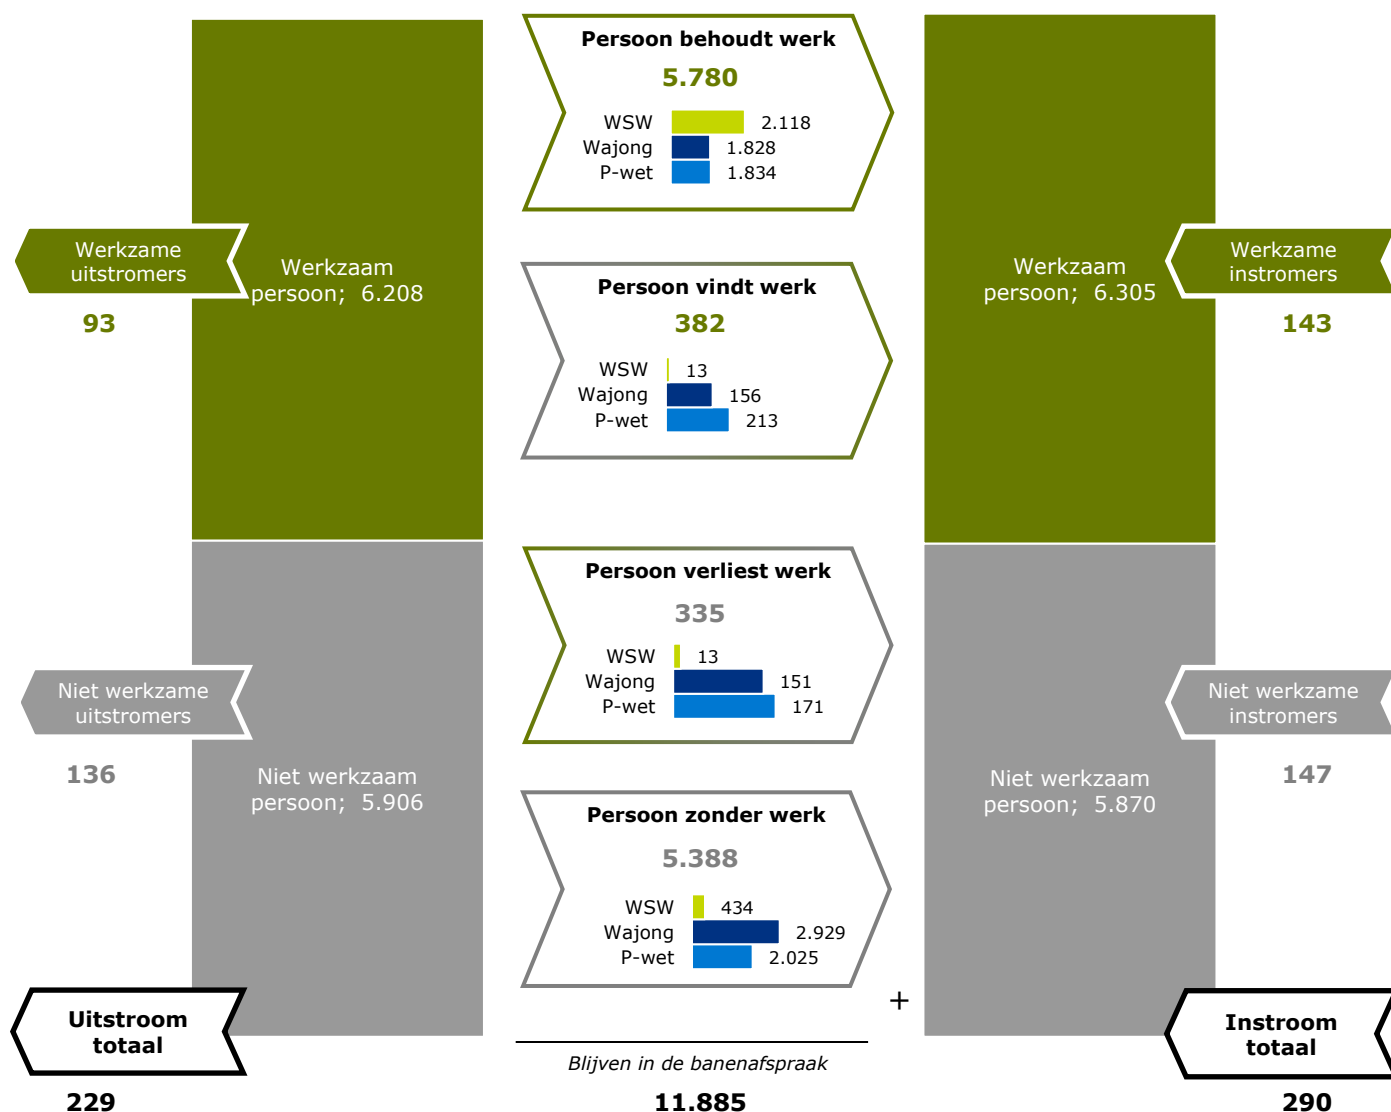 Persoon behoudt werk
5.780
WSW 2.118
Wajong 1.828
P-wet 1.834
Werkzame
uitstromers
93
Werkzaam
persoon; 6.208
Persoon vindt werk
382
WSW 13
Wajong 156
P-wet 213
Werkzaam
persoon; 6.305
Werkzame
instromers
143
Persoon verliest werk
335
WSW 13
Wajong 151
P-wet 171
Niet werkzame
uitstromers
136
Niet werkzaam
persoon; 5.906
Persoon zonder werk
5.388
WSW 434
Wajong 2.929
P-wet 2.025
Niet werkzaam
persoon; 5.870
Niet werkzame
instromers
147
+
Uitstroom
totaal
229
Blijven in de banenafspraak
11.885
Instroom
totaal
290